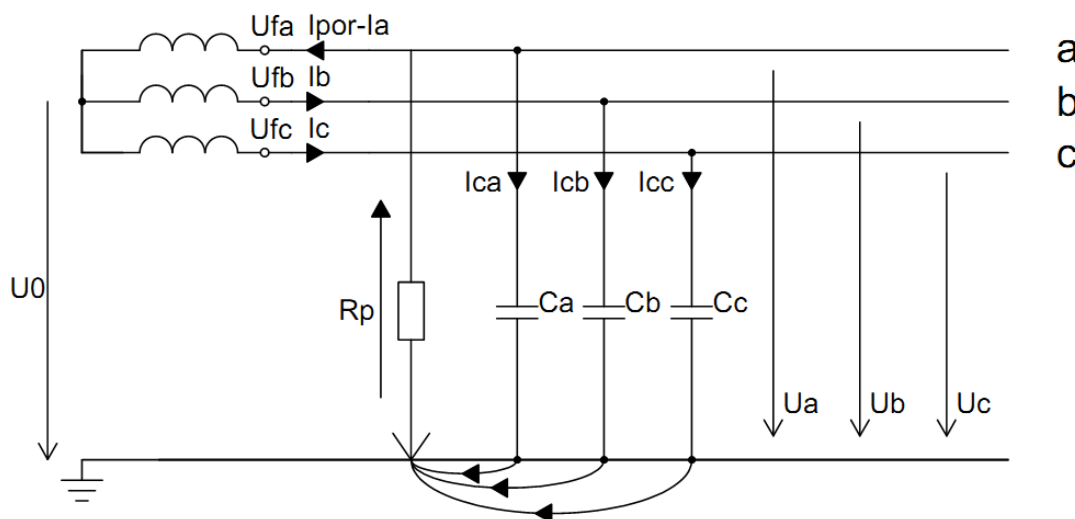 Ufa Ipor-Ia a
Ufb Ib b
Ufc Ic c
Ica Icb Icc
U0 Rp Ca Cb Cc
Ua Ub Uc